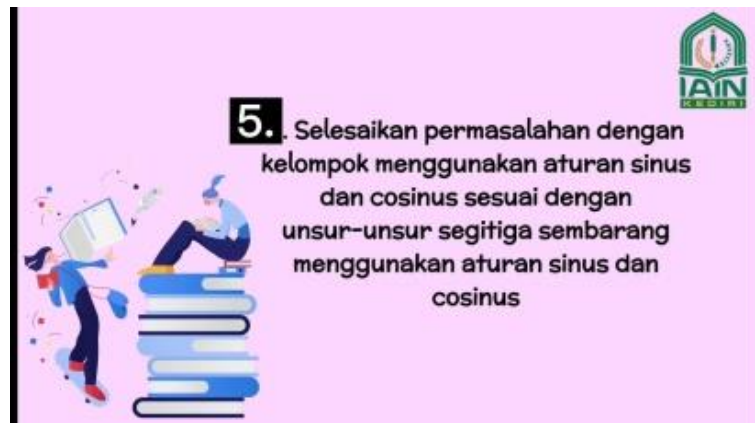 IAIN
KEDIRI
5. . Selesaikan permasalahan dengan
kelompok menggunakan aturan sinus
dan cosinus sesuai dengan
unsur-unsur segitiga sembarang
menggunakan aturan sinus dan
cosinus